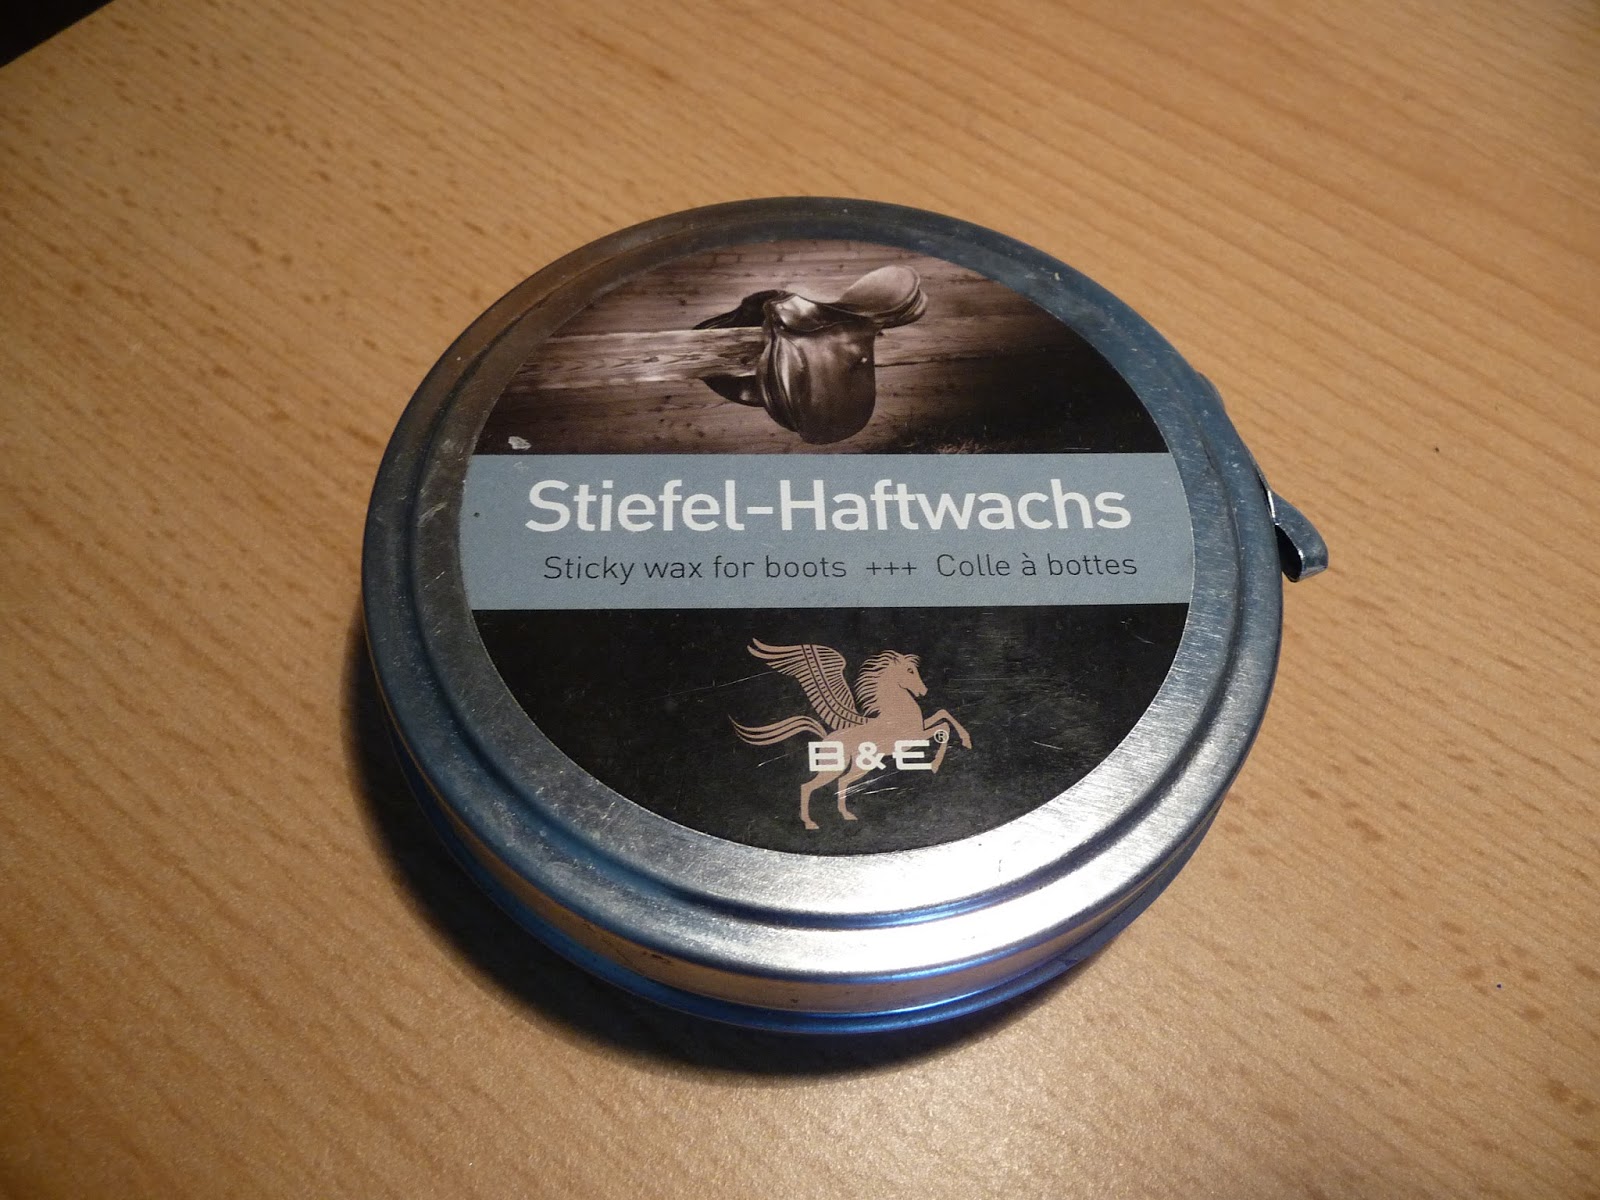 Stiefel-Haftwachs
Sticky wax for boots +++ Colle à bottes
B&E®